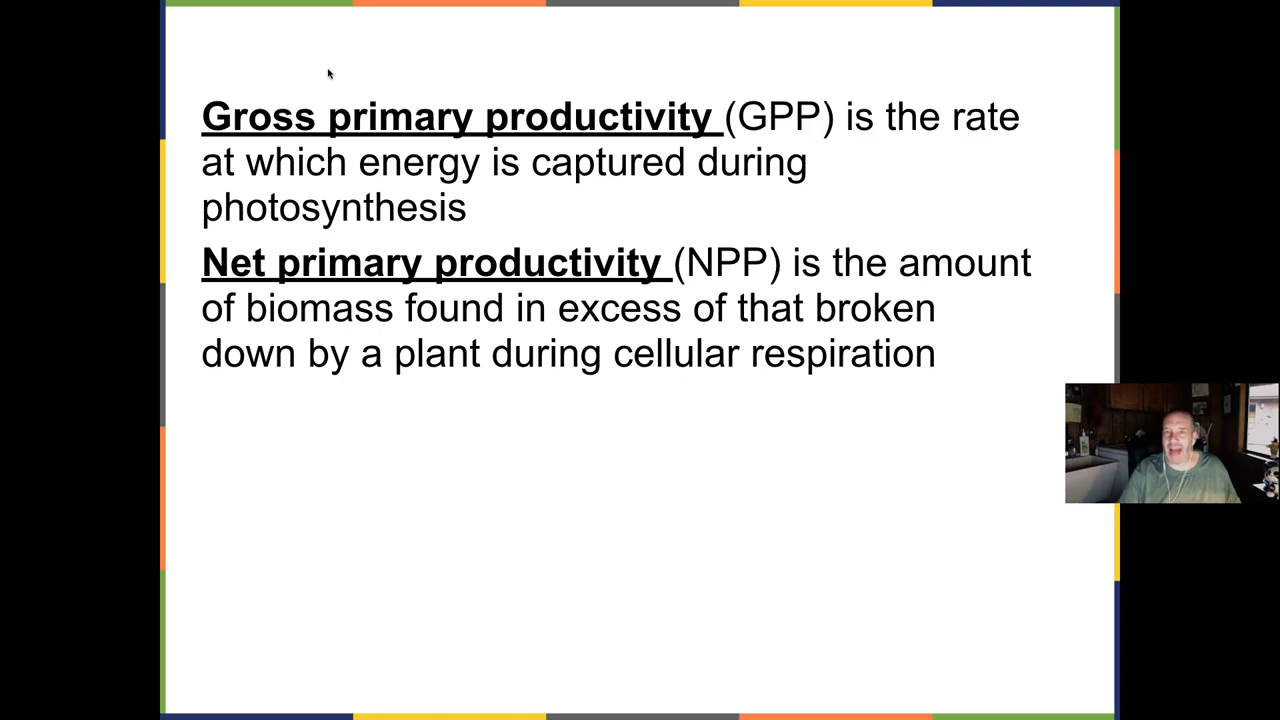 Gross primary productivity (GPP) is the rate
at which energy is captured during
photosynthesis
Net primary productivity (NPP) is the amount
of biomass found in excess of that broken
down by a plant during cellular respiration